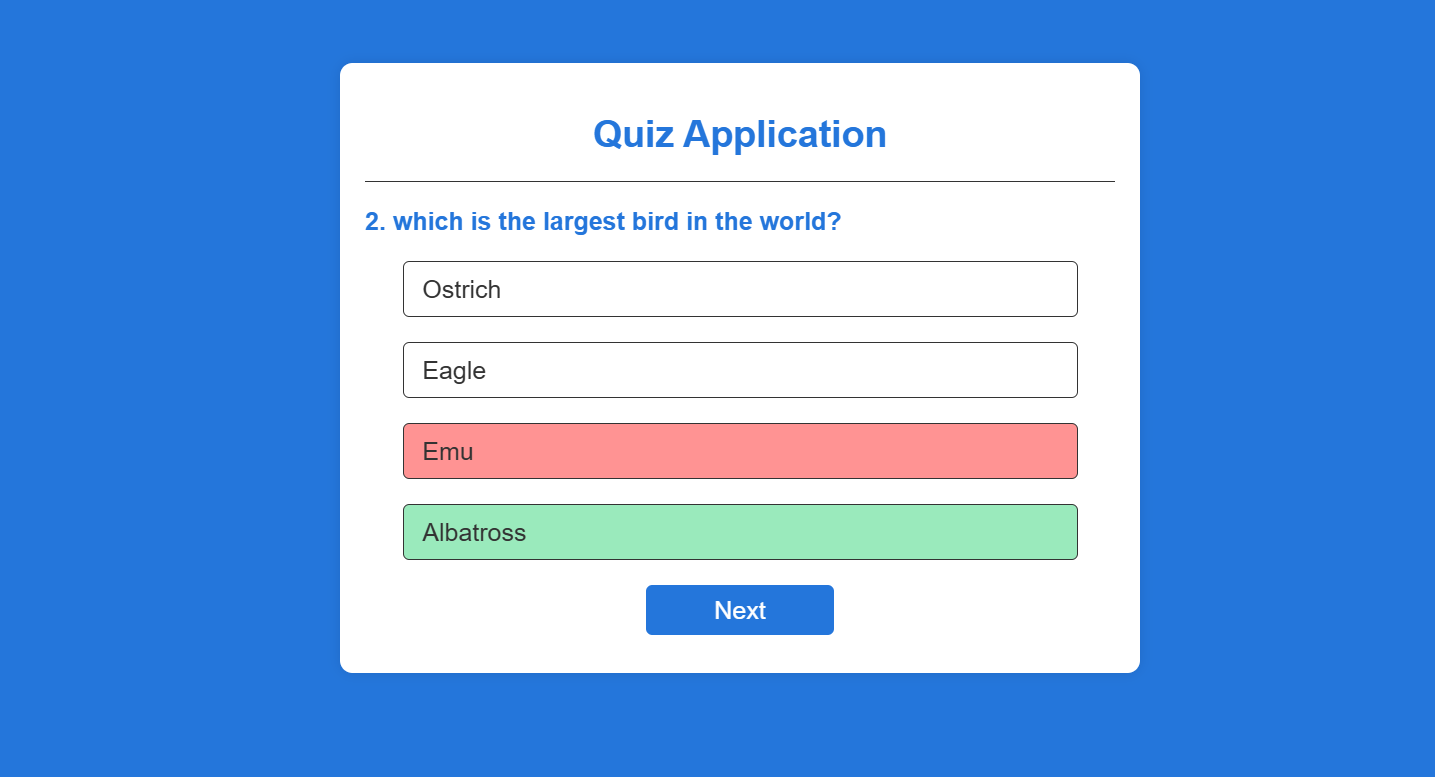 Quiz Application
2. which is the largest bird in the world?
Ostrich
Eagle
Emu
Albatross
Next